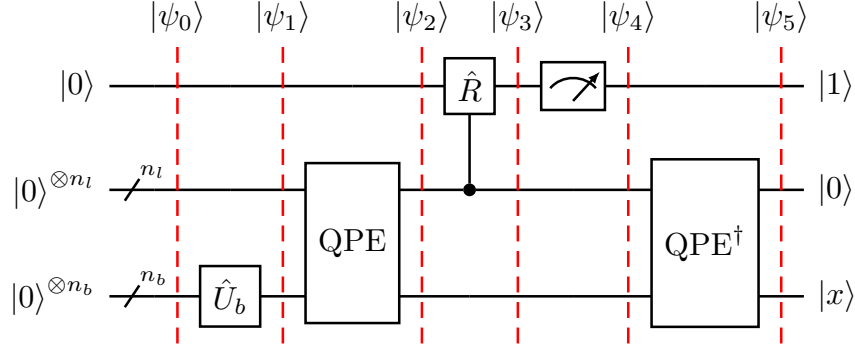 |ψ₀⟩ |ψ₁⟩ |ψ₂⟩ |ψ₃⟩ |ψ₄⟩ |ψ₅⟩
|0⟩ R̂ |1⟩
|0⟩^{⊗n_l} n_l |0⟩
QPE QPE†
|0⟩^{⊗n_b} n_b Û_b |x⟩